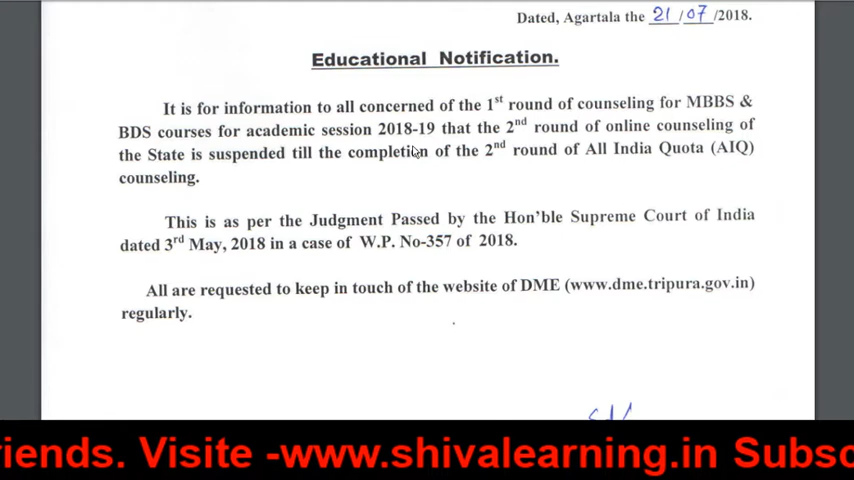 Dated, Agartala the 21/07/2018.
Educational Notification.
It is for information to all concerned of the 1st round of counseling for MBBS &
BDS courses for academic session 2018-19 that the 2nd round of online counseling of
the State is suspended till the completion of the 2nd round of All India Quota (AIQ)
counseling.
This is as per the Judgment Passed by the Hon'ble Supreme Court of India
dated 3rd May, 2018 in a case of W.P. No-357 of 2018.
All are requested to keep in touch of the website of DME (www.dme.tripura.gov.in)
regularly.
riends. Visite -www.shivalearning.in Subsc